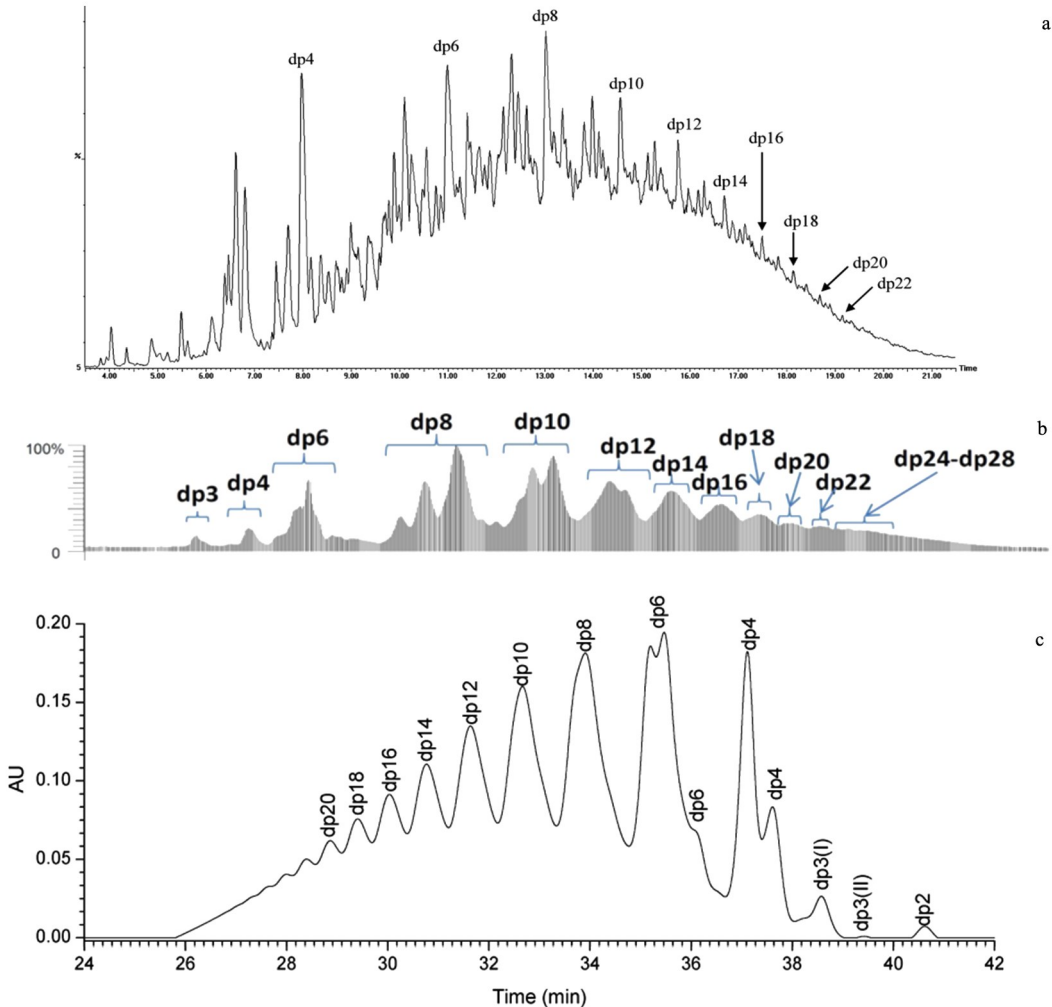 a
dp8
dp6
dp4
dp10
dp12
dp16
dp14
dp18
dp20
dp22
%
5
4.00 5.00 6.00 7.00 8.00 9.00 10.00 11.00 12.00 13.00 14.00 15.00 16.00 17.00 18.00 19.00 20.00 21.00 Time
b
100%
0
dp3 dp4 dp6 dp8 dp10 dp12 dp14 dp16 dp18 dp20 dp22 dp24-dp28
c
AU
0.20
0.15
0.10
0.05
0.00
dp20 dp18 dp16 dp14 dp12 dp10 dp8 dp6 dp6 dp4 dp4 dp3(I) dp3(II) dp2
24 26 28 30 32 34 36 38 40 42
Time (min)